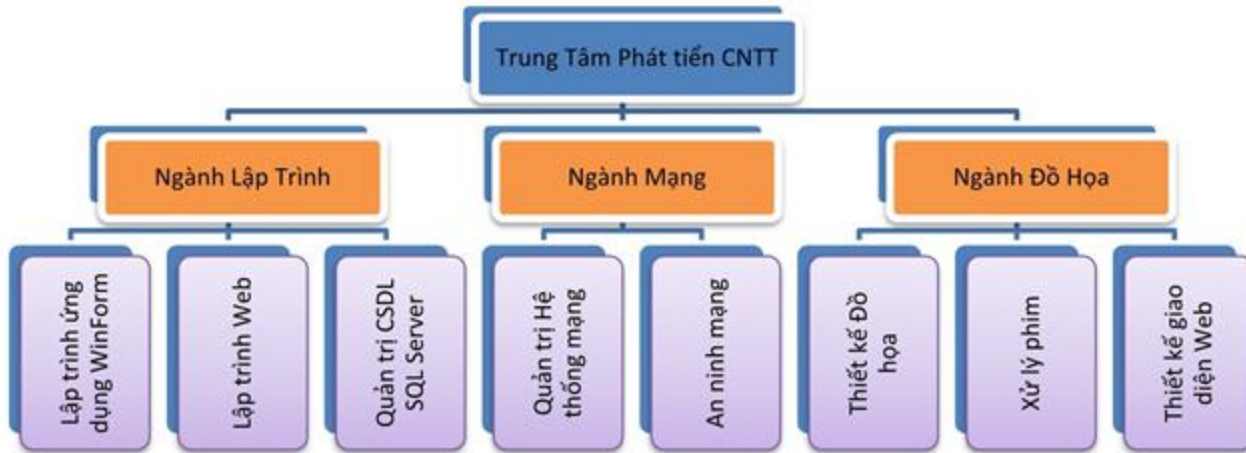 Trung Tâm Phát tiển CNTT
Ngành Lập Trình
Ngành Mạng
Ngành Đồ Họa
Lập trình ứng
dụng WinForm
Lập trình Web
Quản trị CSDL
SQL Server
Quản trị Hệ
thống mạng
An ninh mạng
Thiết kế Đồ
họa
Xử lý phim
Thiết kế giao
diện Web